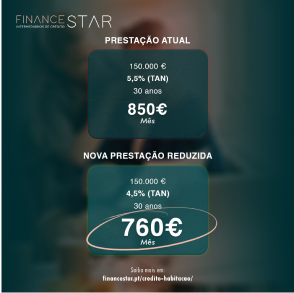 FINANCE STAR
INTERMEDIÁRIOS DE CRÉDITO
PRESTAÇÃO ATUAL
150.000 €
5,5% (TAN)
30 anos
850€
Mês
NOVA PRESTAÇÃO REDUZIDA
150.000 €
4,5% (TAN)
30 anos
760€
Mês
Saiba mais em:
financestar.pt/credito-habitacao/